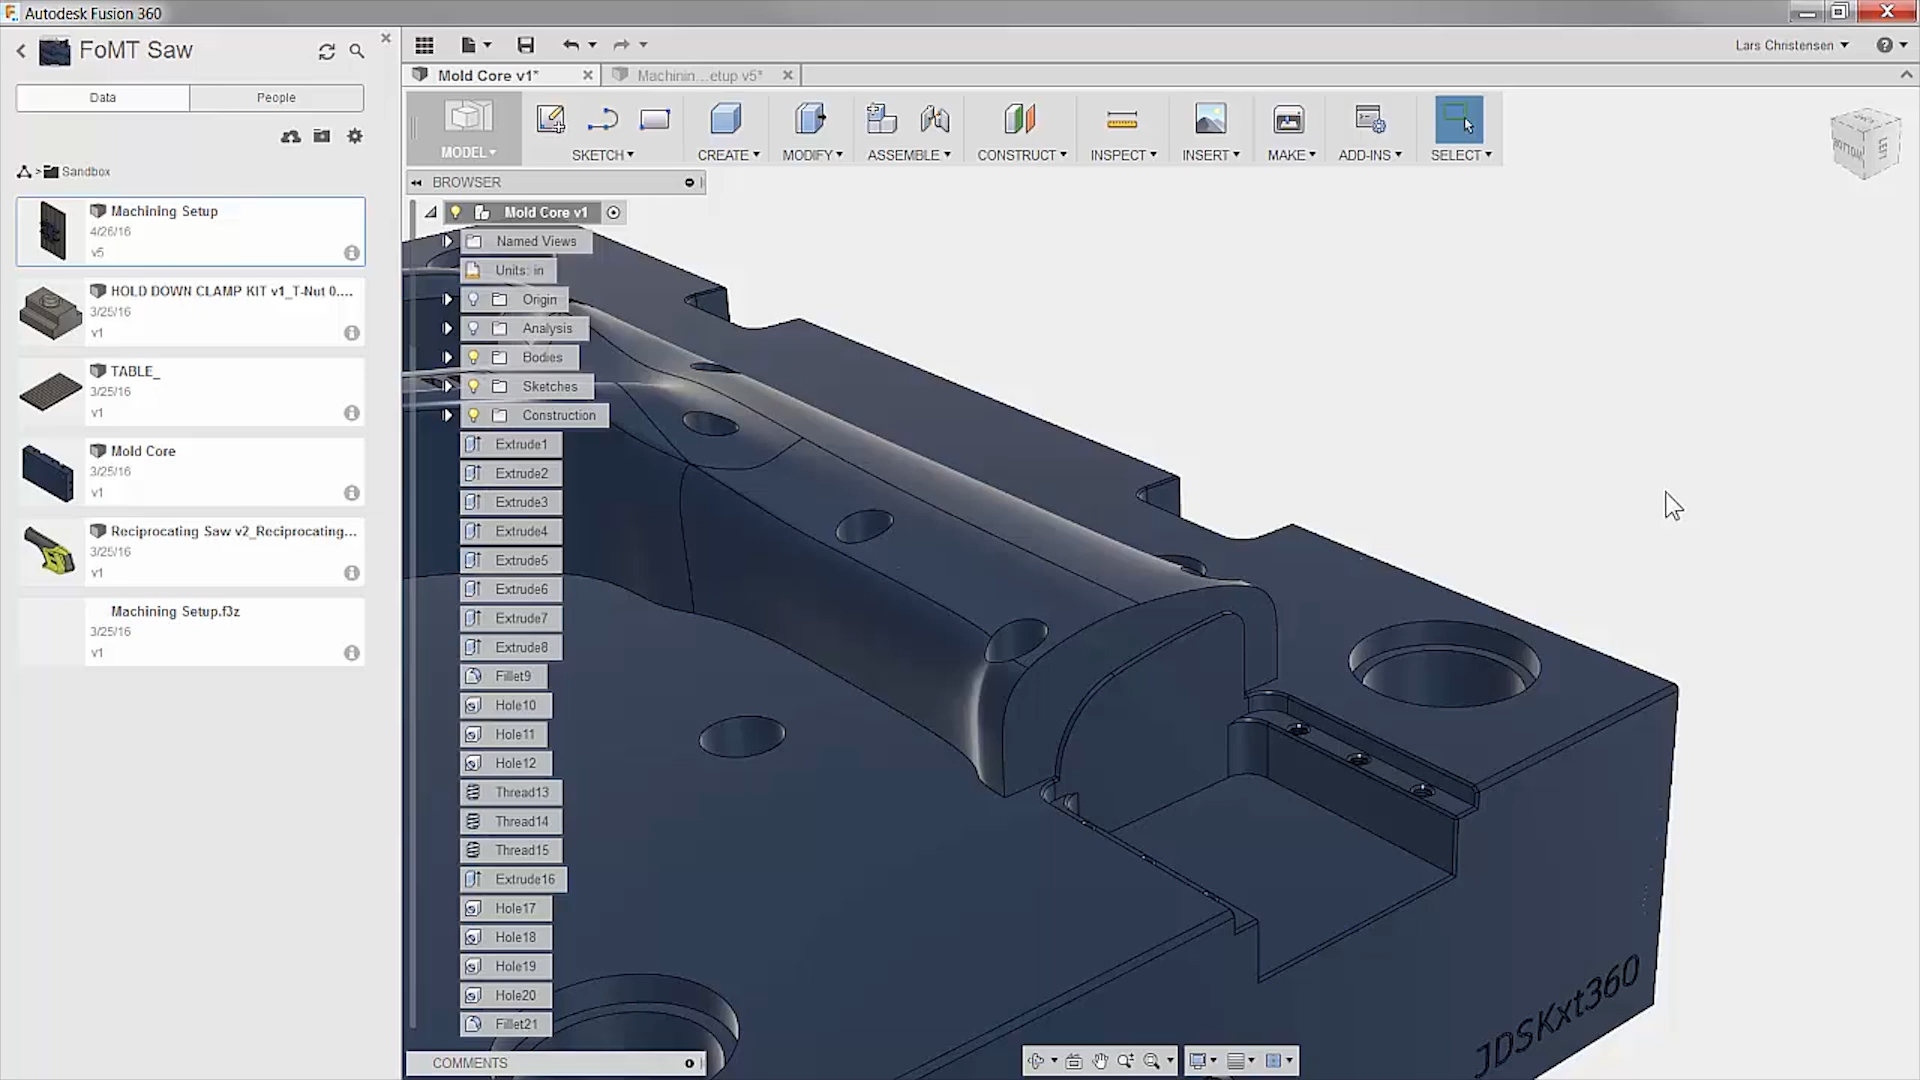 Autodesk Fusion 360
FoMT Saw
Data
People
> Sandbox
Machining Setup
4/26/16
v5
HOLD DOWN CLAMP KIT v1_T-Nut 0....
3/25/16
v1
TABLE_
3/25/16
v1
Mold Core
3/25/16
v1
Reciprocating Saw v2_Reciprocating...
3/25/16
v1
Machining Setup.f3z
3/25/16
v1
Lars Christensen
Mold Core v1*
Machinin...etup v5*
MODEL
SKETCH
CREATE
MODIFY
ASSEMBLE
CONSTRUCT
INSPECT
INSERT
MAKE
ADD-INS
SELECT
BOTTOM
LEFT
BROWSER
Mold Core v1
Named Views
Units: in
Origin
Analysis
Bodies
Sketches
Construction
Extrude1
Extrude2
Extrude3
Extrude4
Extrude5
Extrude6
Extrude7
Extrude8
Fillet9
Hole10
Hole11
Hole12
Thread13
Thread14
Thread15
Extrude16
Hole17
Hole18
Hole19
Hole20
Fillet21
JDSKxt360
COMMENTS